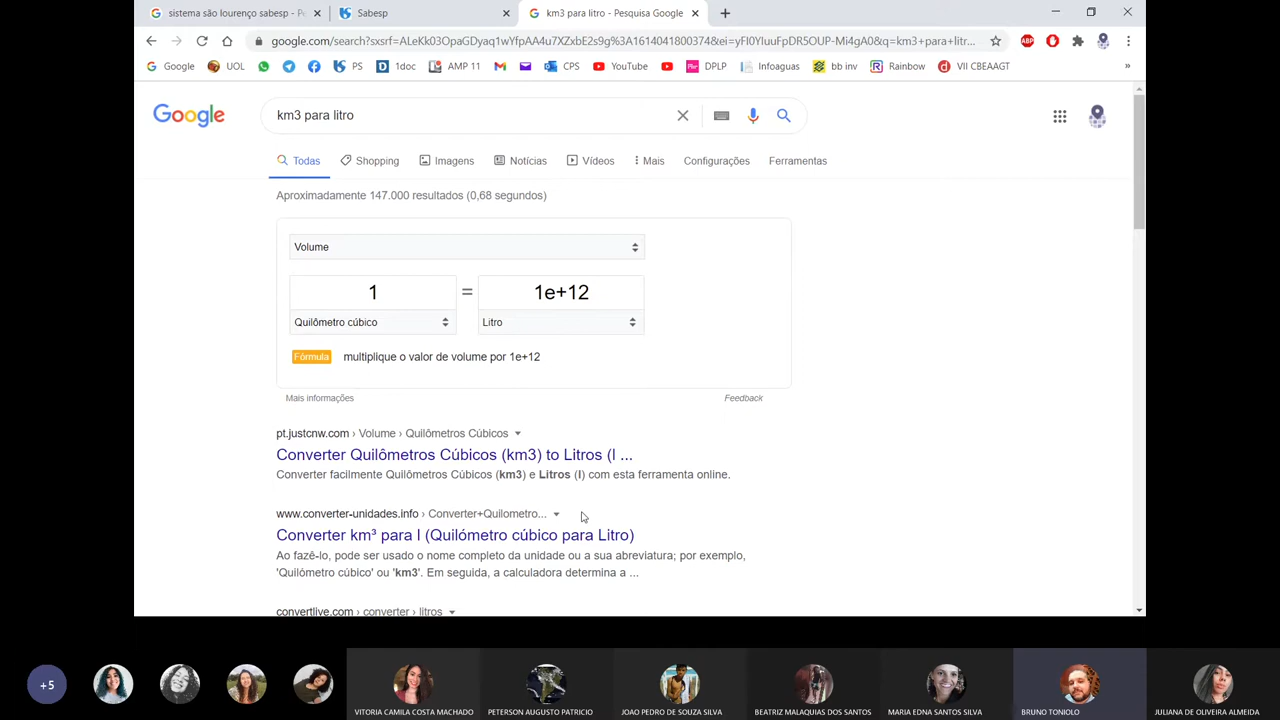 sistema são lourenço sabesp - P
Sabesp
km3 para litro - Pesquisa Google
google.com/search?sxsrf=ALeKk03OpaGDyaq1wYfpAA4u7XZxbE2s9g%3A1614041800374&ei=yFI0YIuuFpDR5OUP-Mi4gA0&q=km3+para+litr...
ABP
Google
UOL
PS
1doc
AMP 11
CPS
YouTube
DPLP
Infoaguas
bb inv
Rainbow
VII CBEAAGT
»
Google
km3 para litro
Todas
Shopping
Imagens
Notícias
Vídeos
Mais
Configurações
Ferramentas
Aproximadamente 147.000 resultados (0,68 segundos)
Volume
1 = 1e+12
Quilômetro cúbico
Litro
Fórmula multiplique o valor de volume por 1e+12
Mais informações
Feedback
pt.justcnw.com › Volume › Quilômetros Cúbicos
Converter Quilômetros Cúbicos (km3) to Litros (l ...
Converter facilmente Quilômetros Cúbicos (km3) e Litros (l) com esta ferramenta online.
www.converter-unidades.info › Converter+Quilometro...
Converter km³ para l (Quilómetro cúbico para Litro)
Ao fazê-lo, pode ser usado o nome completo da unidade ou a sua abreviatura; por exemplo,
'Quilómetro cúbico' ou 'km3'. Em seguida, a calculadora determina a ...
convertlive.com › converter › litros
+5
VITORIA CAMILA COSTA MACHADO
PETERSON AUGUSTO PATRICIO
JOAO PEDRO DE SOUZA SILVA
BEATRIZ MALAQUIAS DOS SANTOS
MARIA EDNA SANTOS SILVA
BRUNO TONIOLO
JULIANA DE OLIVEIRA ALMEIDA